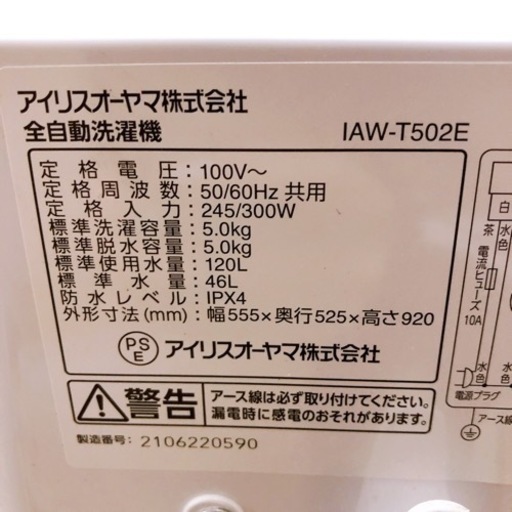 アイリスオーヤマ株式会社
全自動洗濯機 IAW-T502E
定格電圧：100V～
定格周波数：50/60Hz 共用
定格入力：245/300W
標準洗濯容量：5.0kg
標準脱水容量：5.0kg
標準使用水量：120L
標準水量：46L
防水レベル：IPX4
外形寸法(mm)：幅555×奥行525×高さ920
PSE アイリスオーヤマ株式会社
警告 アース線は必ず取り付けてください。
漏電時に感電のおそれがあります。
製造番号：2106220590
白
茶
水色
電流ヒューズ
10A
水色
水色
電源プラグ
アース線